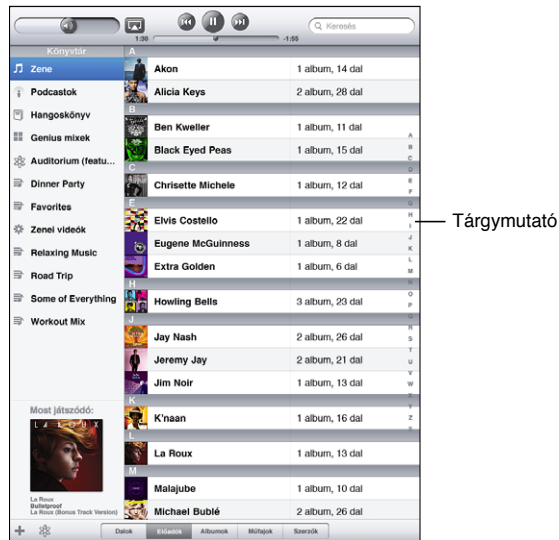 1:30
-1:55
Keresés
Könyvtár
Zene
Podcastok
Hangoskönyv
Genius mixek
Auditorium (featu...
Dinner Party
Favorites
Zenei videók
Relaxing Music
Road Trip
Some of Everything
Workout Mix
Most játszódó:
LA ROUX
La Roux
Bulletproof
La Roux (Bonus Track Version)
A
Akon 1 album, 14 dal
Alicia Keys 2 album, 28 dal
B
Ben Kweller 1 album, 11 dal
Black Eyed Peas 1 album, 15 dal
C
Chrisette Michele 1 album, 12 dal
E
Elvis Costello 1 album, 22 dal
Eugene McGuinness 1 album, 8 dal
Extra Golden 1 album, 6 dal
H
Howling Bells 3 album, 23 dal
J
Jay Nash 2 album, 26 dal
Jeremy Jay 2 album, 21 dal
Jim Noir 1 album, 13 dal
K
K'naan 1 album, 16 dal
L
La Roux 1 album, 13 dal
M
Malajube 1 album, 10 dal
Michael Bublé 2 album, 26 dal
A
B
C
D
E
F
G
H
I
J
K
L
M
N
O
P
Q
R
S
T
U
V
W
X
Y
Z
Tárgymutató
Dalok Előadók Albumok Műfajok Szerzők